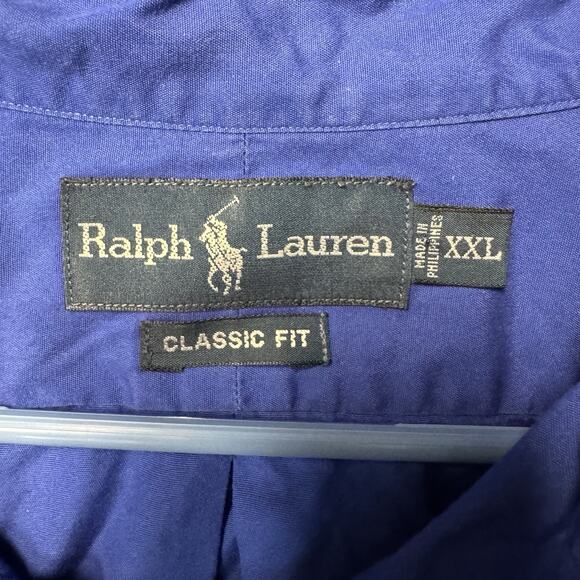 Ralph Lauren
MADE IN
PHILIPPINES
XXL
CLASSIC FIT